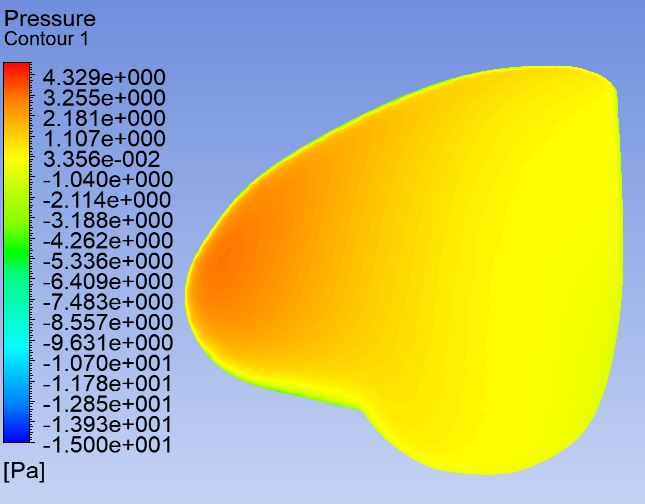 Pressure
Contour 1
4.329e+000
3.255e+000
2.181e+000
1.107e+000
3.356e-002
-1.040e+000
-2.114e+000
-3.188e+000
-4.262e+000
-5.336e+000
-6.409e+000
-7.483e+000
-8.557e+000
-9.631e+000
-1.070e+001
-1.178e+001
-1.285e+001
-1.393e+001
-1.500e+001
[Pa]